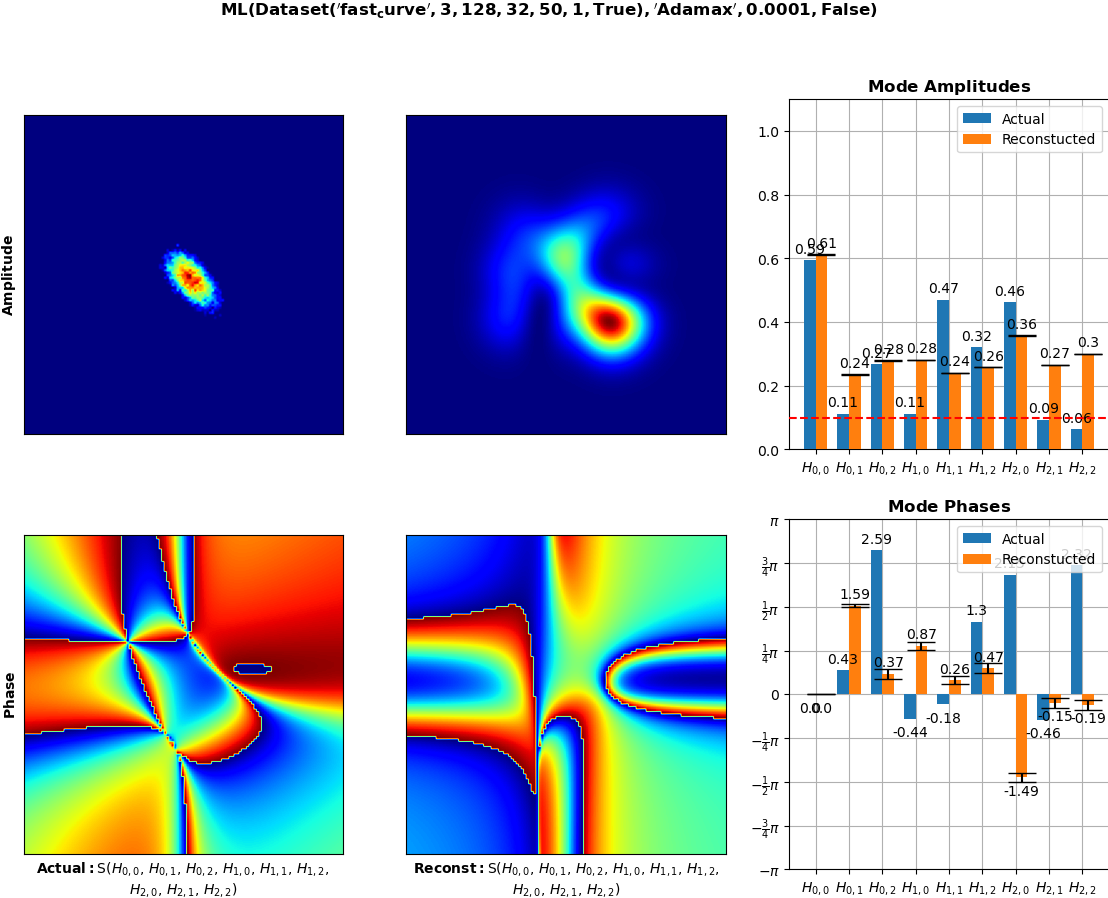 ML(Dataset('fast_curve', 3, 128, 32, 50, 1, True), 'Adamax', 0.0001, False)
Mode Amplitudes
Actual
Reconstucted
1.0
0.8
0.6
0.4
0.2
0.0
0.59
0.61
0.11
0.24
0.27
0.28
0.11
0.28
0.47
0.24
0.32
0.26
0.46
0.36
0.09
0.27
0.06
0.3
H0,0 H0,1 H0,2 H1,0 H1,1 H1,2 H2,0 H2,1 H2,2
Amplitude
Mode Phases
Actual
Reconstucted
π
3/4π
1/2π
1/4π
0
−1/4π
−1/2π
−3/4π
−π
0.0
0.0
0.43
1.59
2.59
0.37
-0.44
0.87
-0.18
0.26
1.3
0.47
-1.49
-0.46
-0.15
-0.19
H0,0 H0,1 H0,2 H1,0 H1,1 H1,2 H2,0 H2,1 H2,2
Phase
Actual: S(H0,0, H0,1, H0,2, H1,0, H1,1, H1,2,
H2,0, H2,1, H2,2)
Reconst: S(H0,0, H0,1, H0,2, H1,0, H1,1, H1,2,
H2,0, H2,1, H2,2)